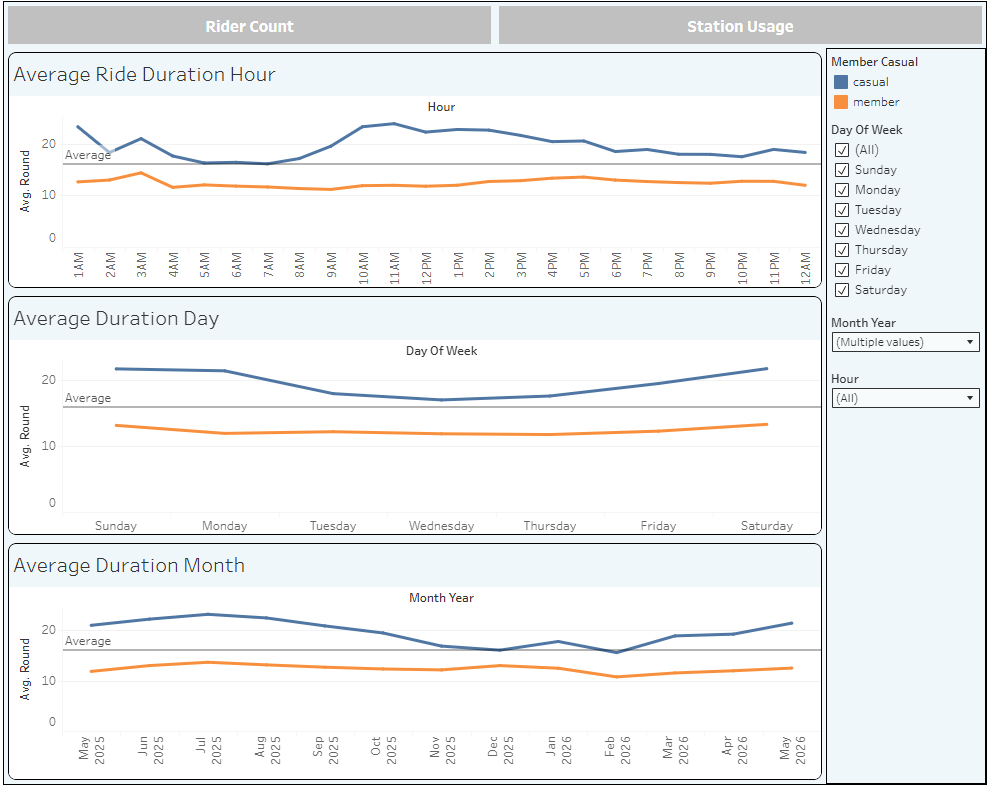 Rider Count
Station Usage
Average Ride Duration Hour
Hour
Avg. Round
20
10
0
Average
1AM
2AM
3AM
4AM
5AM
6AM
7AM
8AM
9AM
10AM
11AM
12PM
1PM
2PM
3PM
4PM
5PM
6PM
7PM
8PM
9PM
10PM
11PM
12AM
Average Duration Day
Day Of Week
Avg. Round
20
10
0
Average
Sunday
Monday
Tuesday
Wednesday
Thursday
Friday
Saturday
Average Duration Month
Month Year
Avg. Round
20
10
0
Average
May
2025
Jun
2025
Jul
2025
Aug
2025
Sep
2025
Oct
2025
Nov
2025
Dec
2025
Jan
2026
Feb
2026
Mar
2026
Apr
2026
May
2026
Member Casual
casual
member
Day Of Week
(All)
Sunday
Monday
Tuesday
Wednesday
Thursday
Friday
Saturday
Month Year
(Multiple values)
Hour
(All)